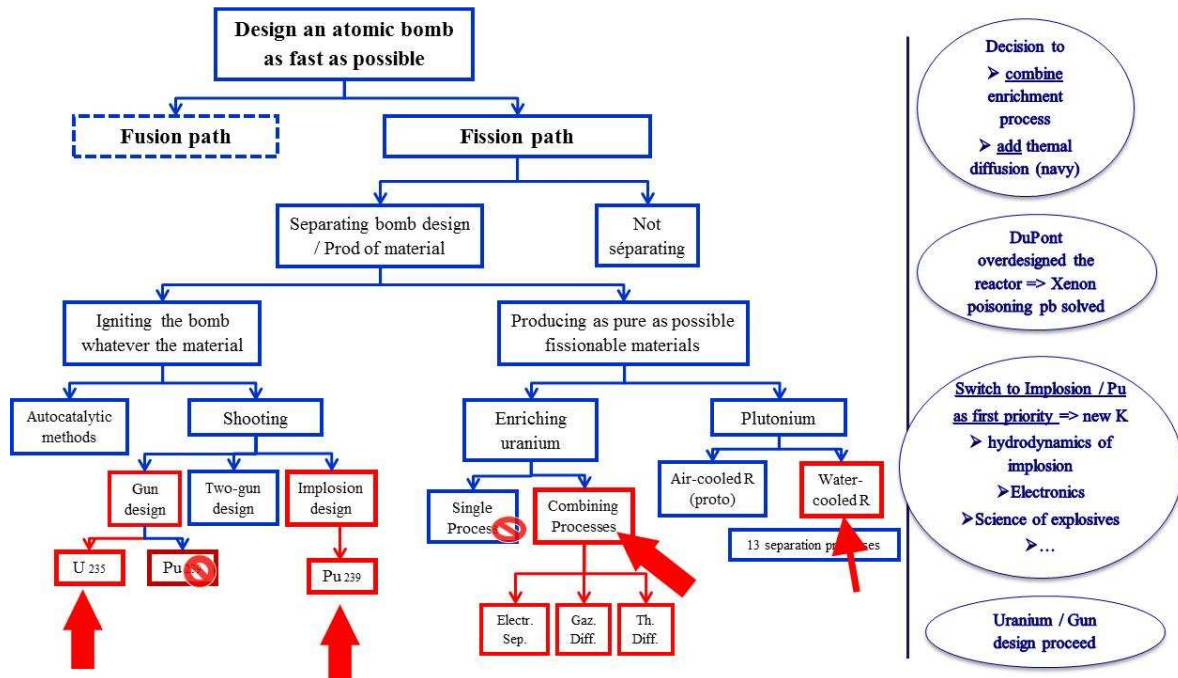 Design an atomic bomb
as fast as possible
Fusion path
Fission path
Separating bomb design
/ Prod of material
Not
séparating
Igniting the bomb
whatever the material
Producing as pure as possible
fissionable materials
Autocatalytic
methods
Shooting
Enriching
uranium
Plutonium
Gun
design
Two-gun
design
Implosion
design
Single
Process
Combining
Processes
Air-cooled R
(proto)
Water-
cooled R
13 separation
U 235
Pu
Pu 239
Electr.
Sep.
Gaz.
Diff.
Th.
Diff.
Decision to
➢ combine
enrichment
process
➢ add themal
diffusion (navy)
DuPont
overdesigned the
reactor => Xenon
poisoning pb solved
Switch to Implosion / Pu
as first priority => new K
➢ hydrodynamics of
implosion
➢Electronics
➢Science of explosives
➢...
Uranium / Gun
design proceed